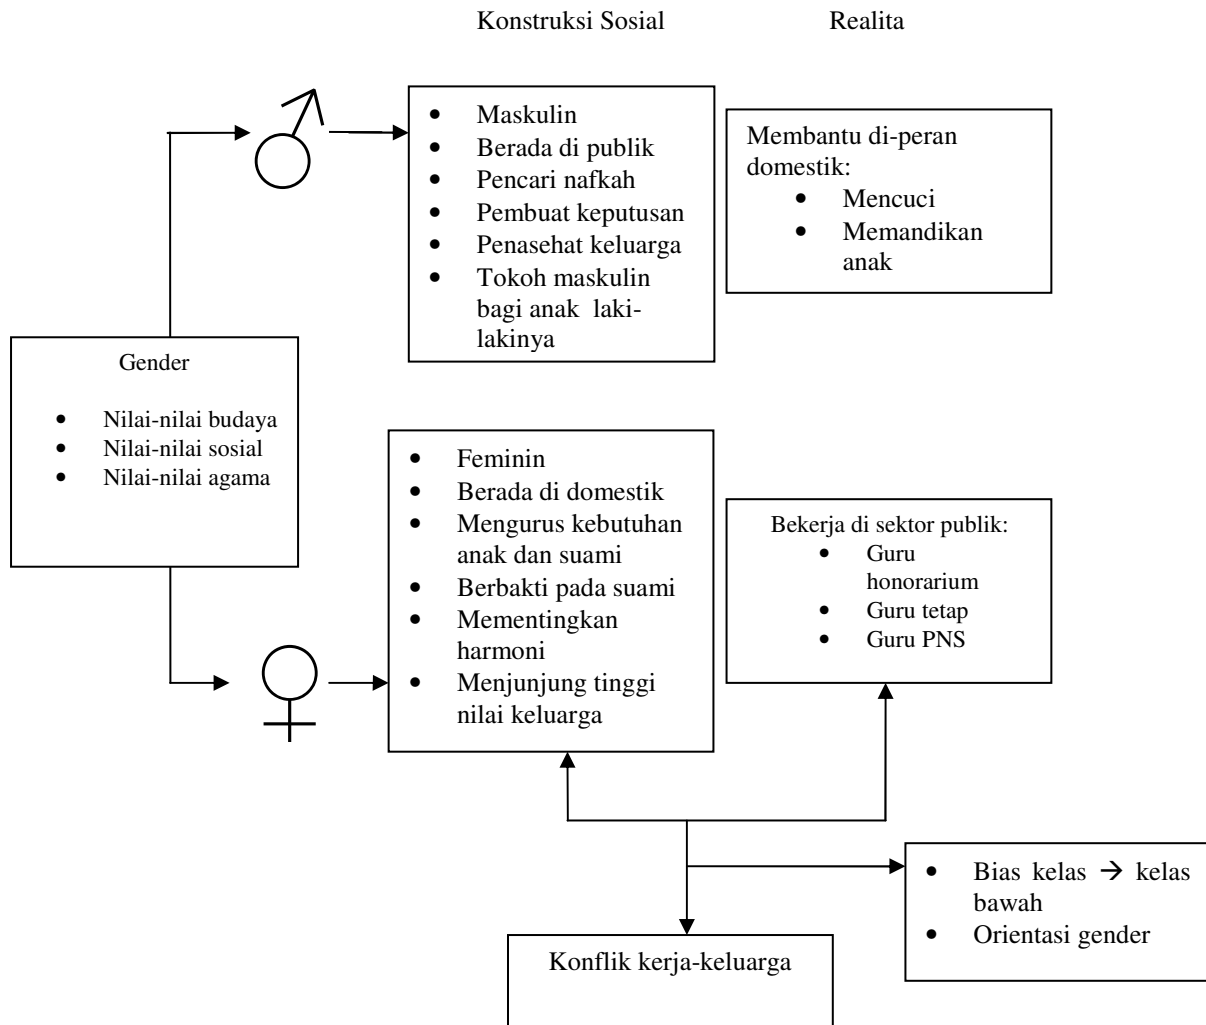 Konstruksi Sosial
Realita
• Maskulin
• Berada di publik
• Pencari nafkah
• Pembuat keputusan
• Penasehat keluarga
• Tokoh maskulin
bagi anak laki-
lakinya
Membantu di-peran
domestik:
• Mencuci
• Memandikan
anak
Gender
• Nilai-nilai budaya
• Nilai-nilai sosial
• Nilai-nilai agama
• Feminin
• Berada di domestik
• Mengurus kebutuhan
anak dan suami
• Berbakti pada suami
• Mementingkan
harmoni
• Menjunjung tinggi
nilai keluarga
Bekerja di sektor publik:
• Guru
honorarium
• Guru tetap
• Guru PNS
• Bias kelas → kelas
bawah
• Orientasi gender
Konflik kerja-keluarga